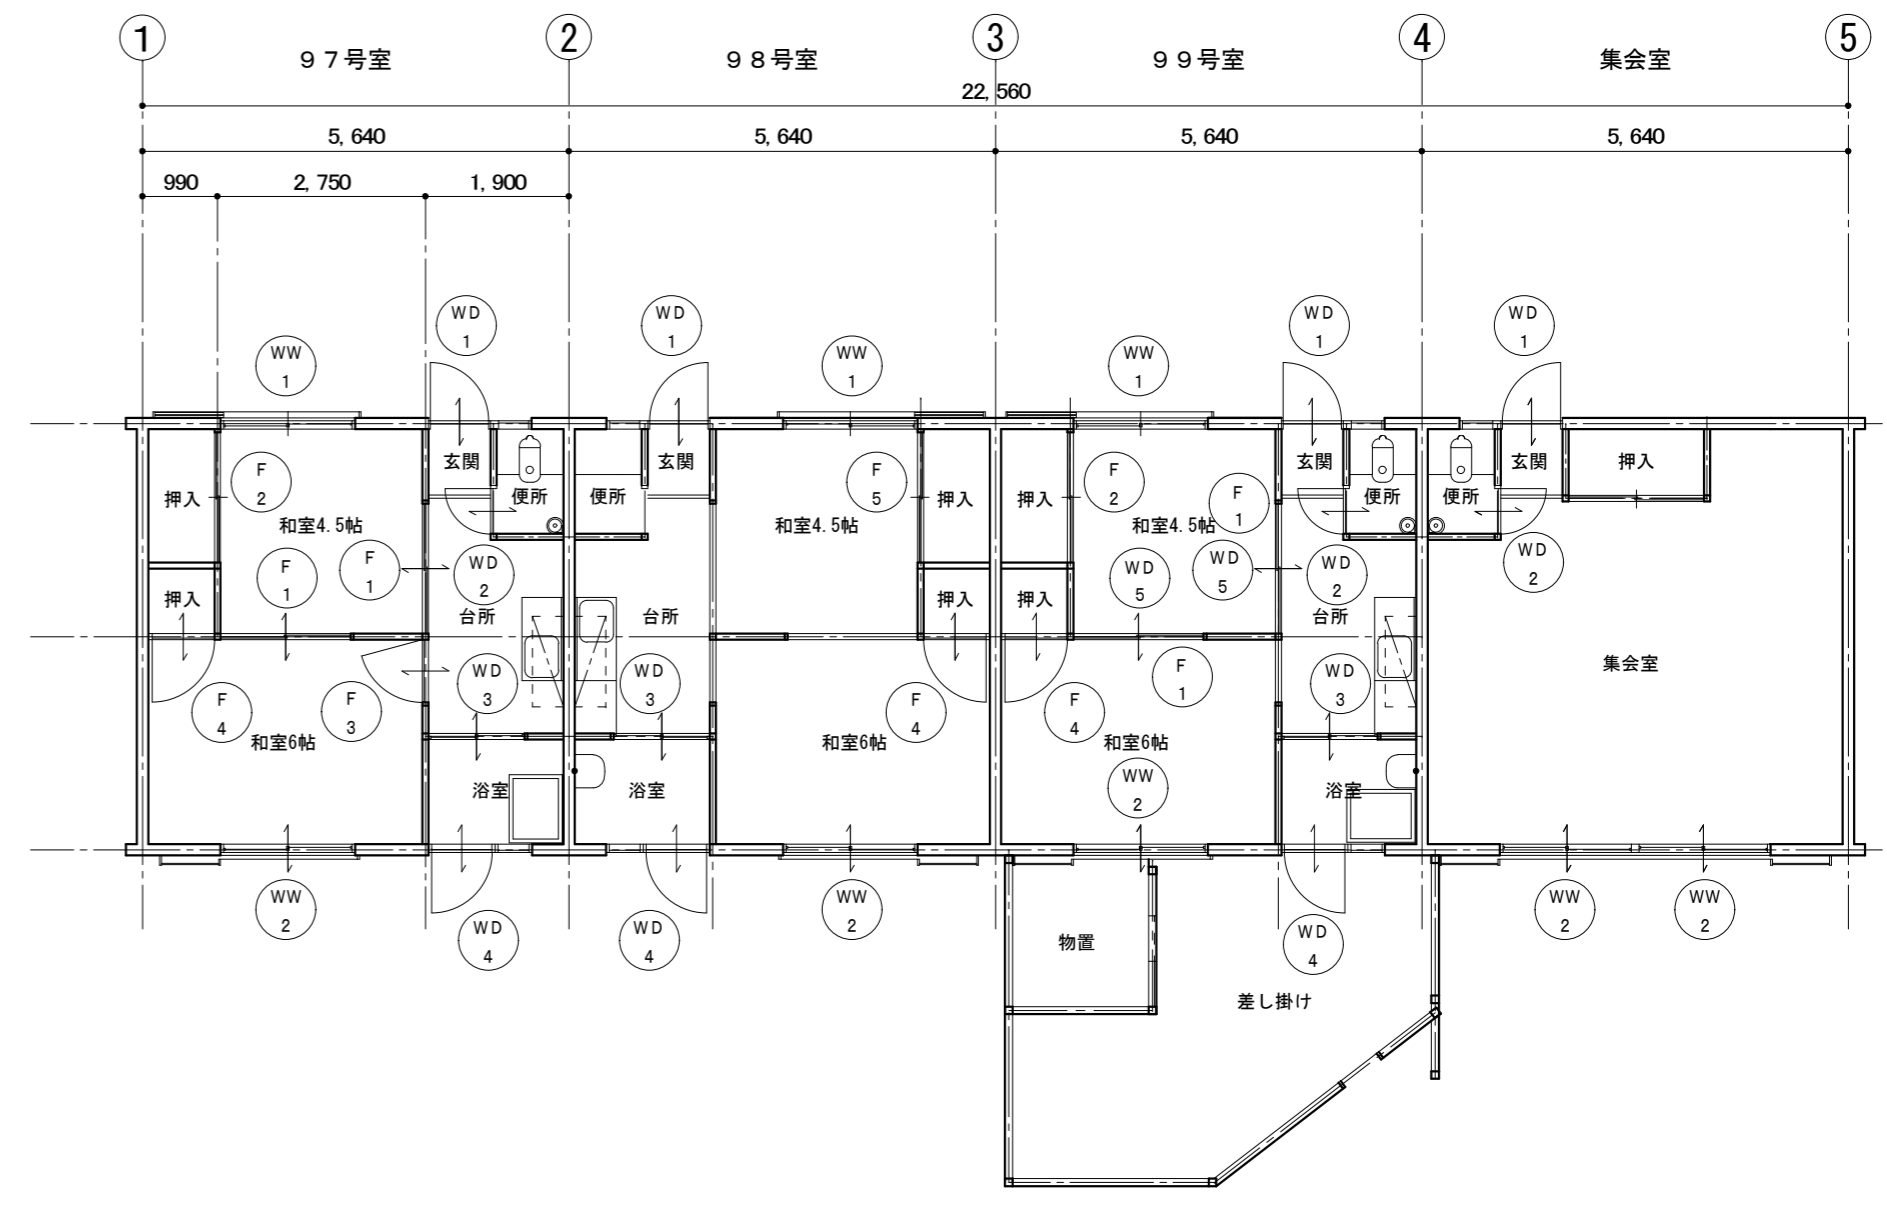 1
2
3
4
5
９７号室
９８号室
９９号室
集会室
22,560
5,640
5,640
5,640
5,640
990
2,750
1,900
WD
1
WD
1
WD
1
WD
1
WW
1
WW
1
WW
1
玄関
玄関
玄関
玄関
押入
F
2
F
5
F
2
F
1
押入
便所
便所
便所
便所
押入
押入
押入
和室4.5帖
和室4.5帖
和室4.5帖
F
1
F
1
WD
2
WD
5
WD
5
WD
2
WD
2
押入
押入
押入
台所
台所
台所
集会室
F
4
F
3
WD
3
WD
3
F
4
F
4
F
1
WD
3
和室6帖
和室6帖
和室6帖
浴室
浴室
WW
2
浴室
WW
2
WD
4
WD
4
WW
2
WD
4
WW
2
WW
2
物置
差し掛け